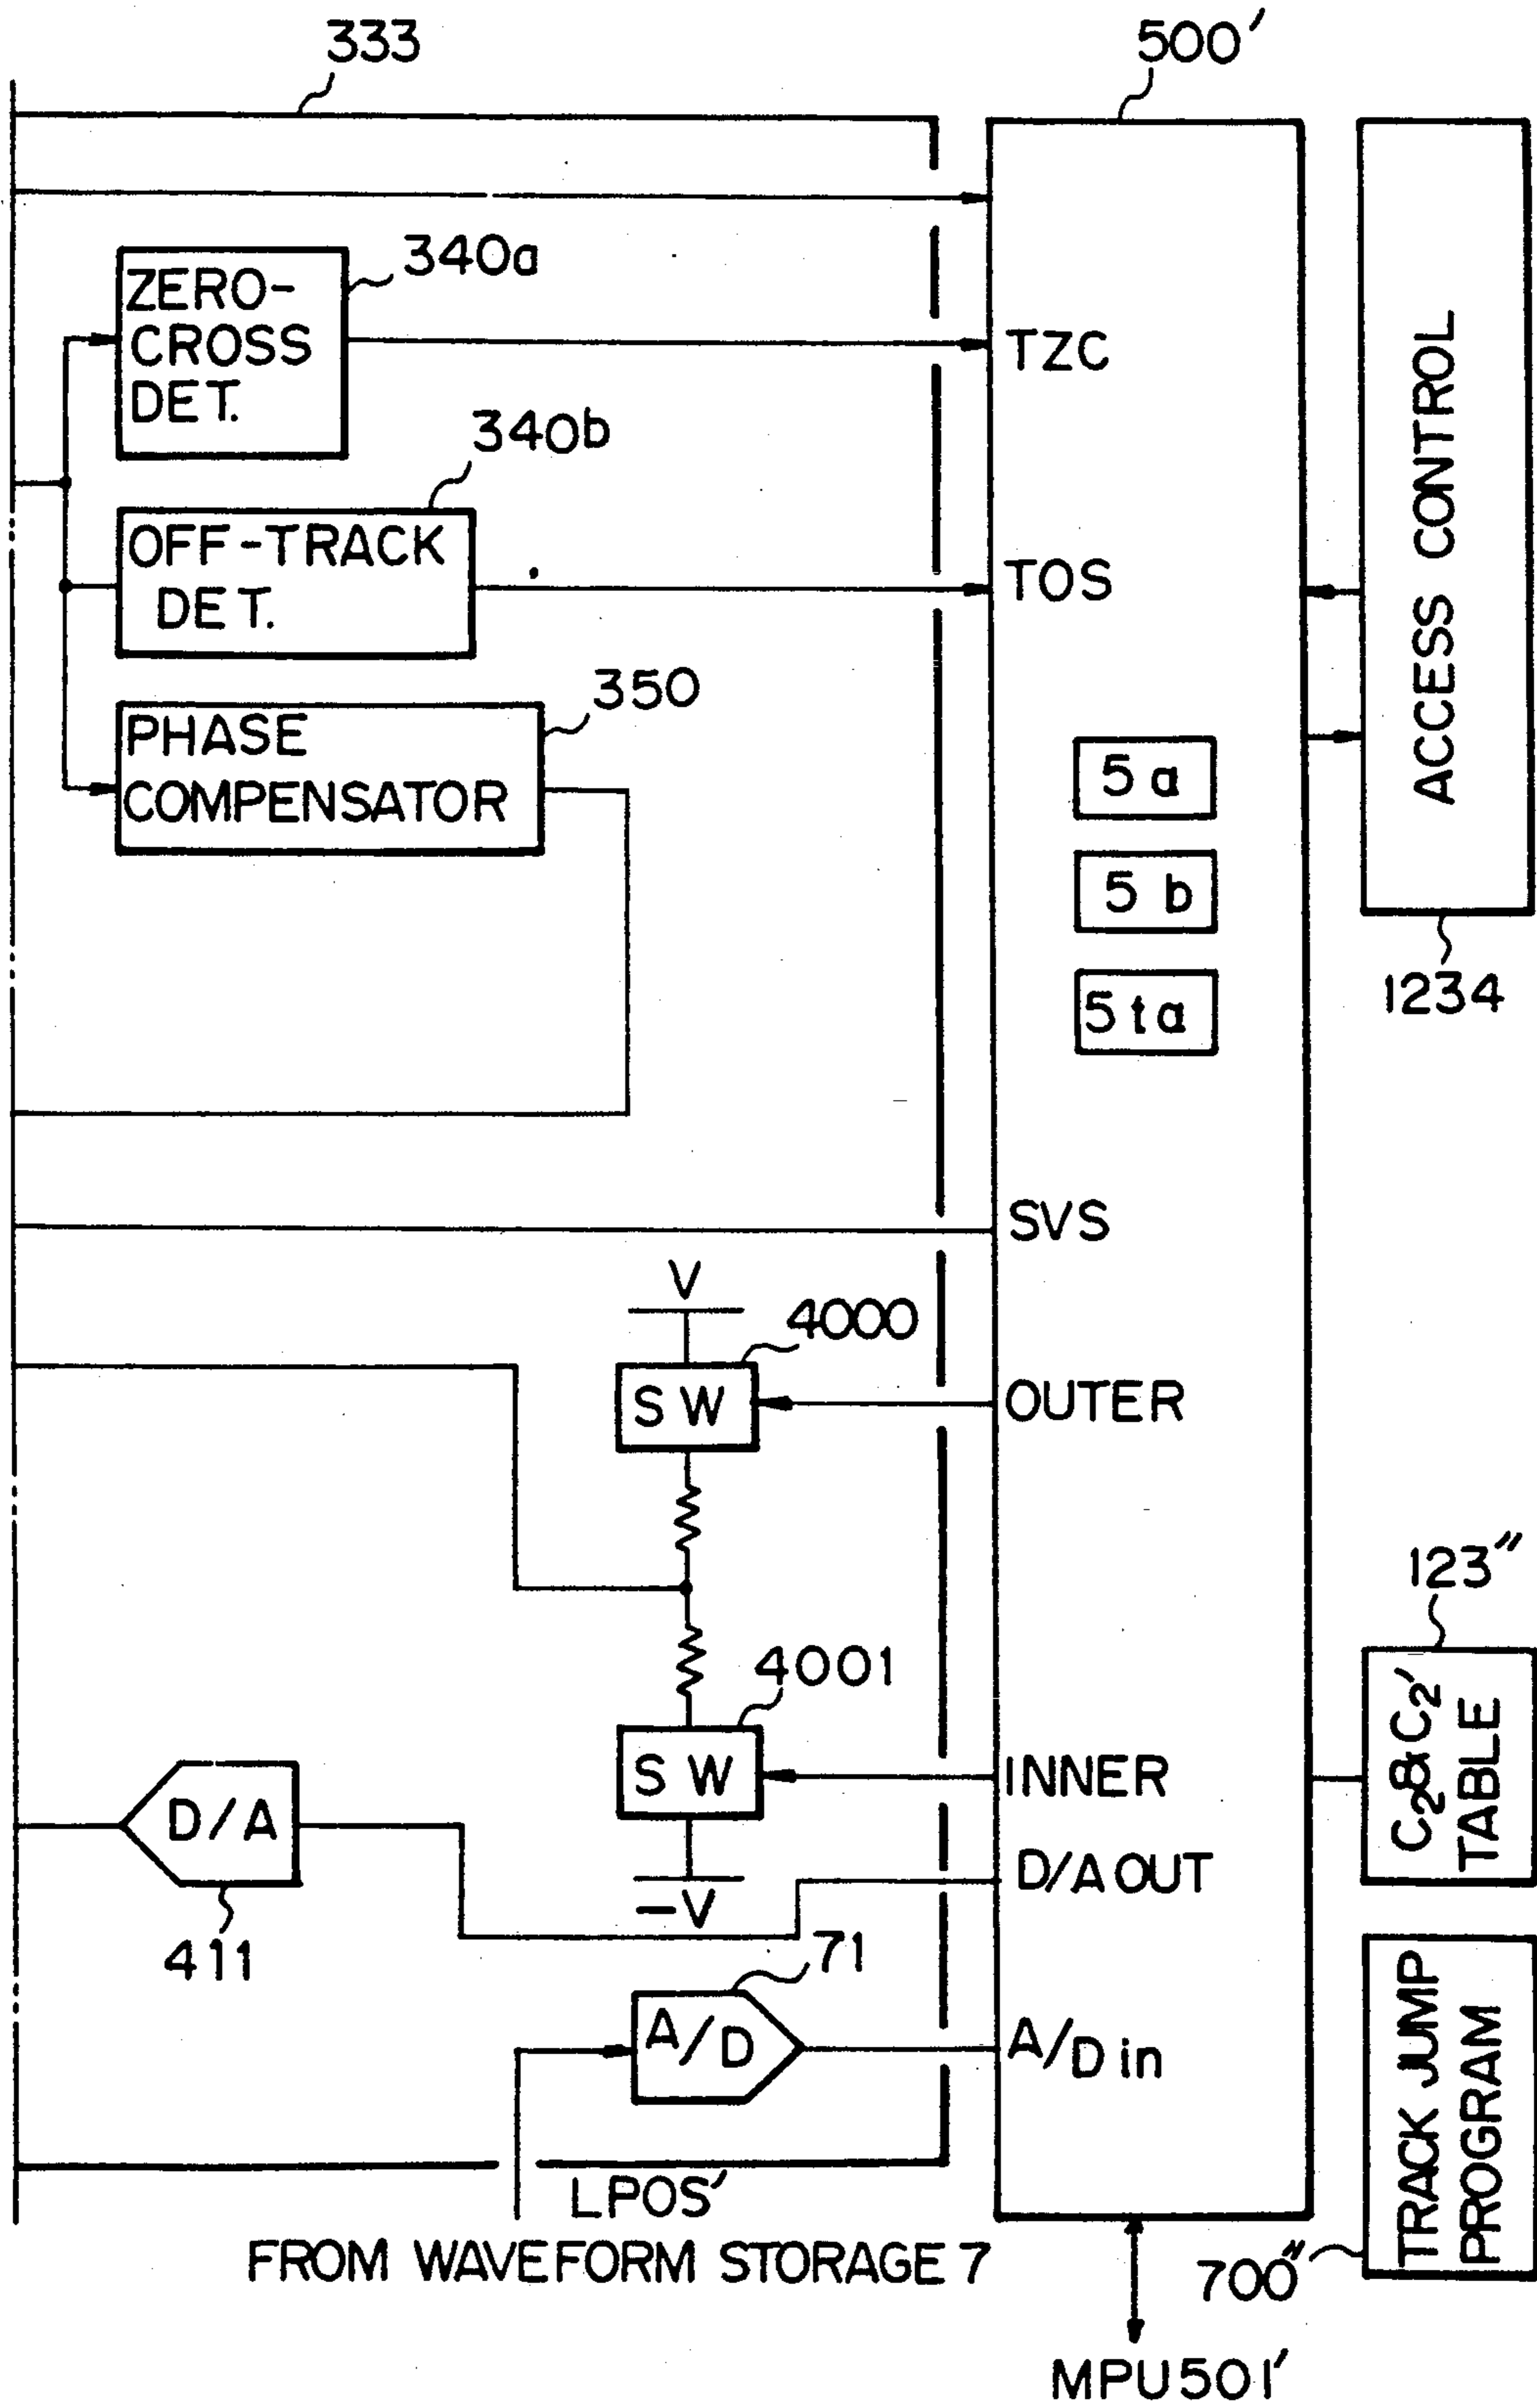 333
500'
340a
ZERO-
CROSS
DET.
TZC
340b
OFF-TRACK
DET.
TOS
350
PHASE
COMPENSATOR
5a
5b
5ta
ACCESS CONTROL
1234
SVS
V
4000
SW
OUTER
123"
4001
SW
INNER
C₂&C₂'
TABLE
D/A
D/A OUT
-V
411
71
A/D
A/D in
TRACK JUMP
PROGRAM
LPOS'
FROM WAVEFORM STORAGE 7
700"
MPU501'